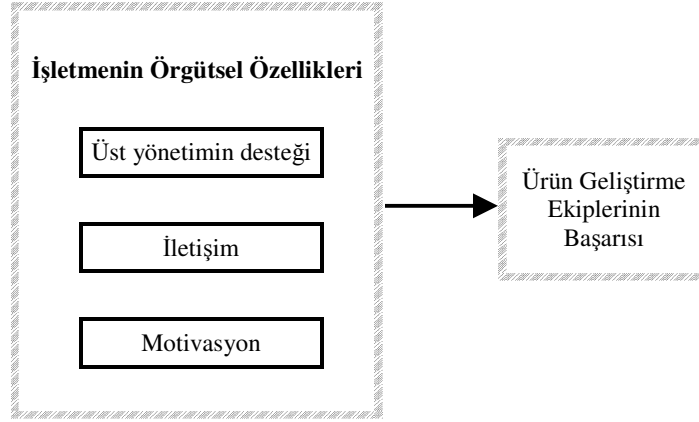 İşletmenin Örgütsel Özellikleri
Üst yönetimin desteği
İletişim
Motivasyon
Ürün Geliştirme
Ekiplerinin
Başarısı